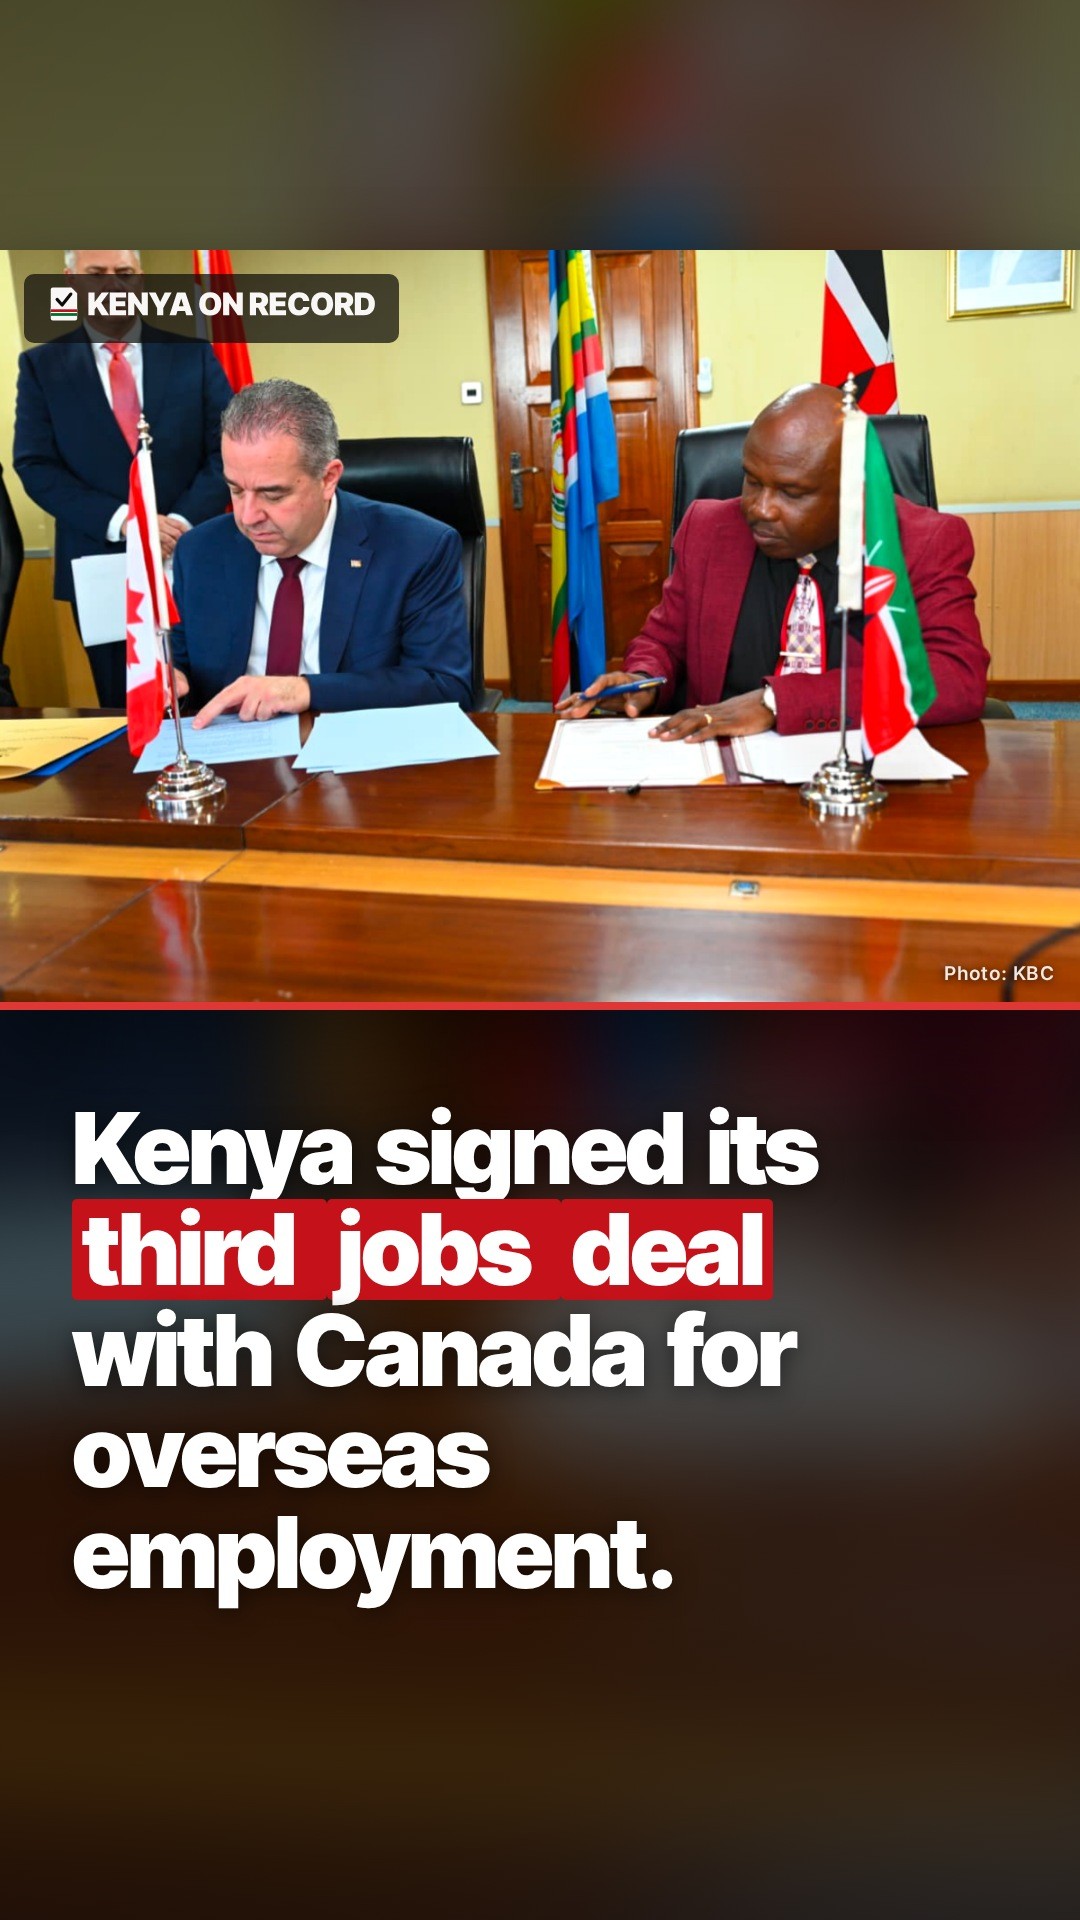 KENYA ON RECORD
Photo: KBC
Kenya signed its
third jobs deal
with Canada for
overseas
employment.